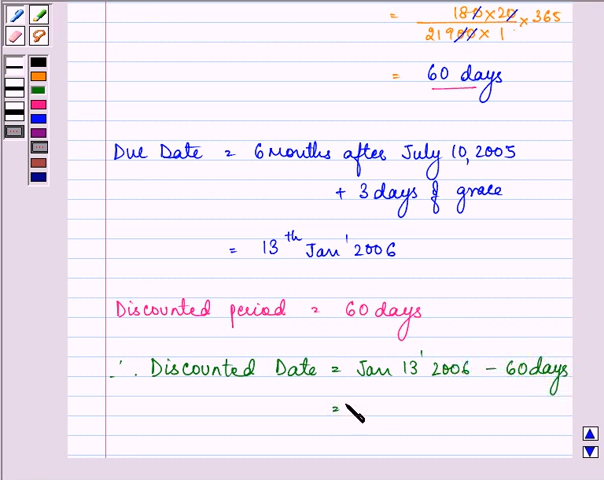 = 180 × 20 / 21900 × 1 × 365
= 60 days
Due Date = 6 Months after July 10, 2005
+ 3 days of grace
= 13th Jan' 2006
Discounted period = 60 days
∴ Discounted Date = Jan 13' 2006 - 60 days
=